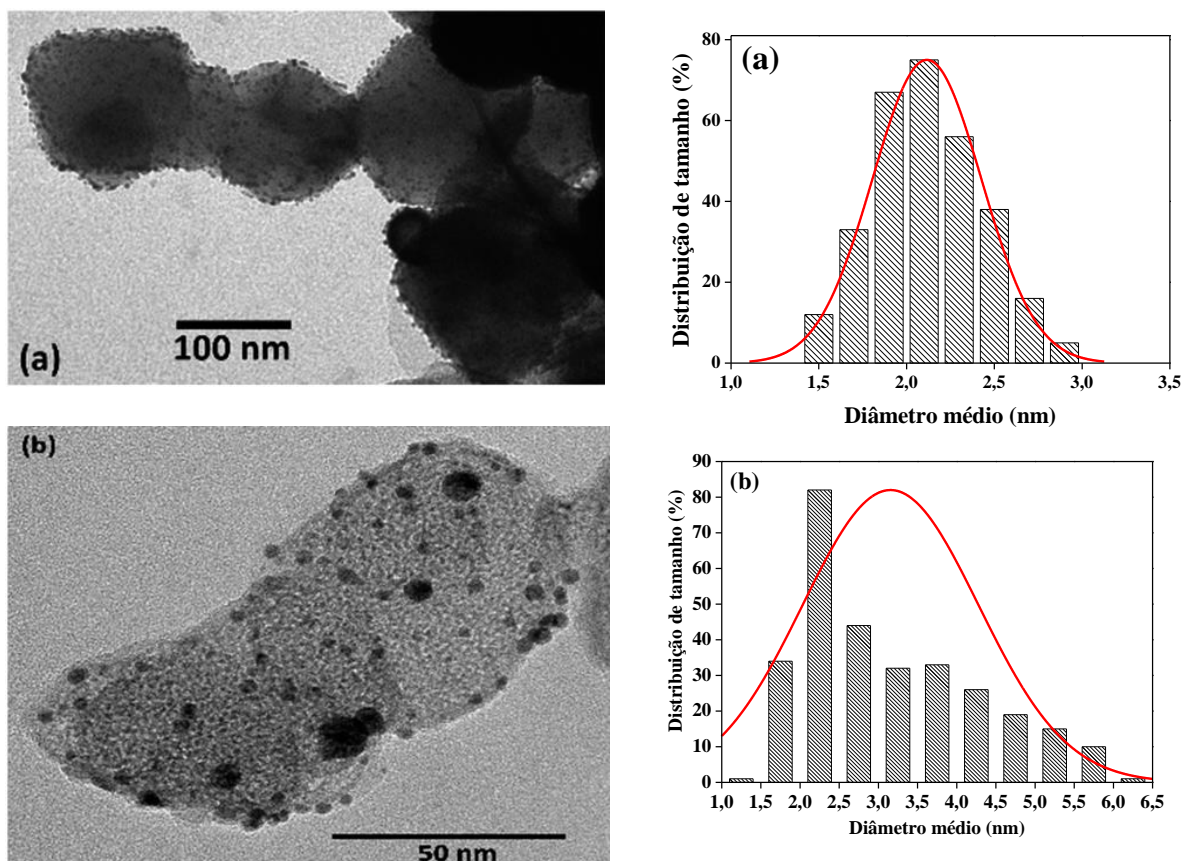 (a)
100 nm
(a)
Distribuição de tamanho (%)
80
60
40
20
0
1,0 1,5 2,0 2,5 3,0 3,5
Diâmetro médio (nm)
(b)
50 nm
(b)
Distribuição de tamanho (%)
90
80
70
60
50
40
30
20
10
0
1,0 1,5 2,0 2,5 3,0 3,5 4,0 4,5 5,0 5,5 6,0 6,5
Diâmetro médio (nm)